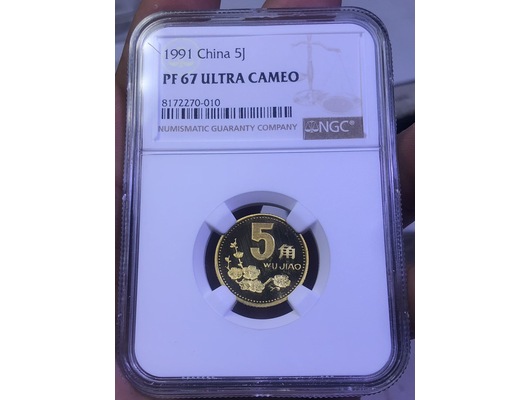 1991 China 5J
PF 67 ULTRA CAMEO
8172270-010
NUMISMATIC GUARANTY COMPANY
NGC
5角
WU JIAO